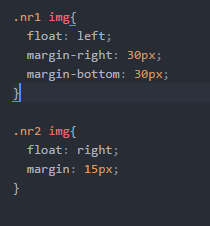 .nr1 img{
  float: left;
  margin-right: 30px;
  margin-bottom: 30px;
}

.nr2 img{
  float: right;
  margin: 15px;
}